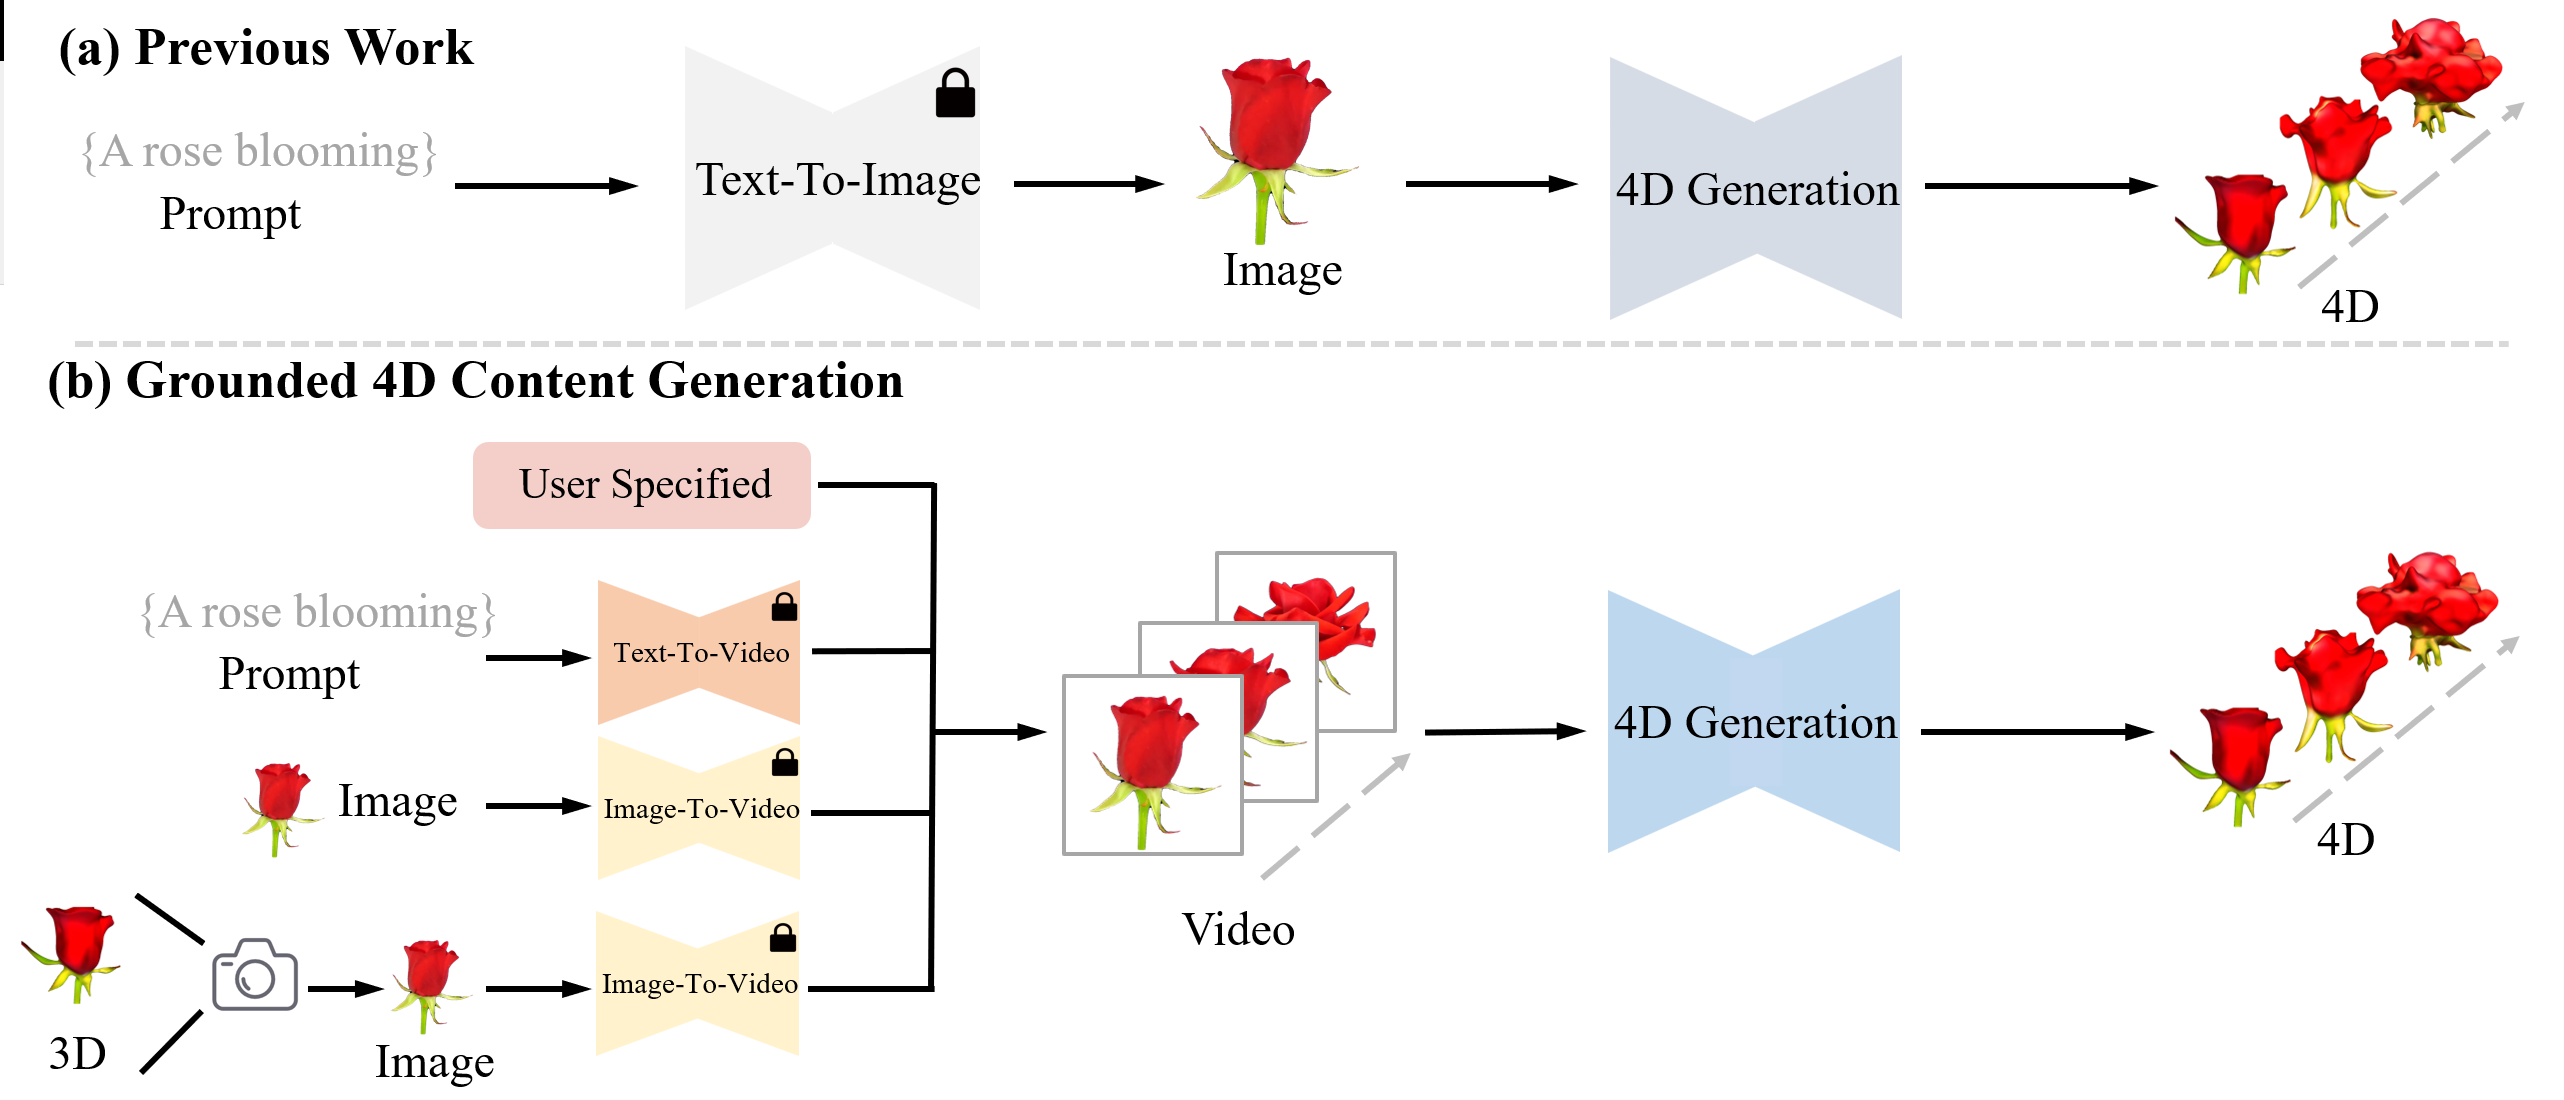 (a) Previous Work
{A rose blooming}
Prompt
Text-To-Image
Image
4D Generation
4D
(b) Grounded 4D Content Generation
User Specified
{A rose blooming}
Prompt
Text-To-Video
Image
Image-To-Video
3D
Image
Image-To-Video
Video
4D Generation
4D